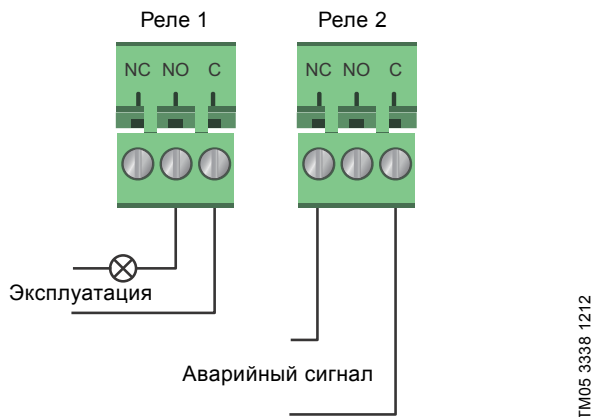 Реле 1 Реле 2
NC NO C NC NO C
Эксплуатация
Аварийный сигнал
TM05 3338 1212